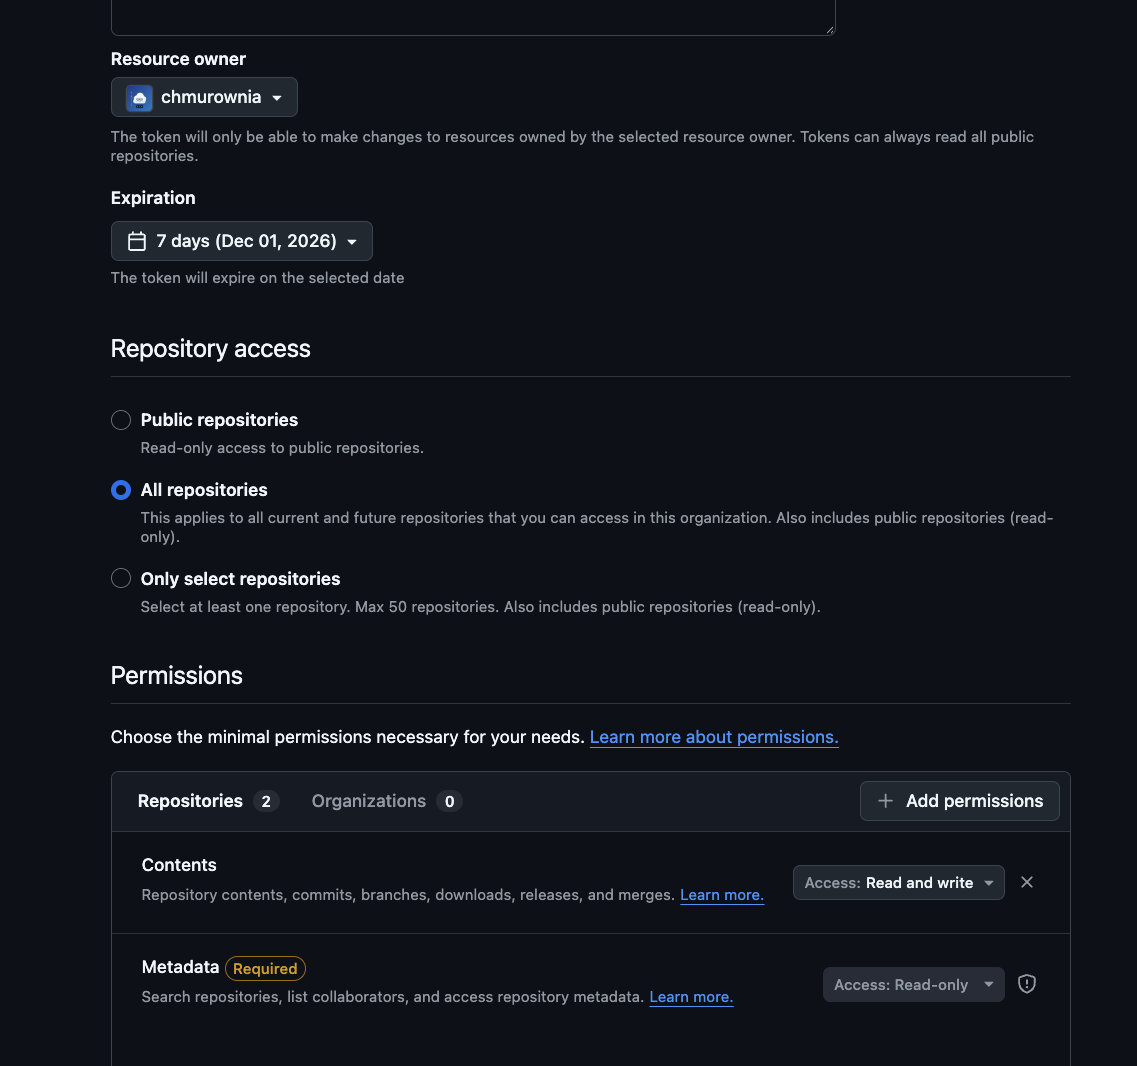 Resource owner
chmurownia
The token will only be able to make changes to resources owned by the selected resource owner. Tokens can always read all public
repositories.
Expiration
7 days (Dec 01, 2026)
The token will expire on the selected date
Repository access
Public repositories
Read-only access to public repositories.
All repositories
This applies to all current and future repositories that you can access in this organization. Also includes public repositories (read-
only).
Only select repositories
Select at least one repository. Max 50 repositories. Also includes public repositories (read-only).
Permissions
Choose the minimal permissions necessary for your needs. Learn more about permissions.
Repositories 2 Organizations 0 Add permissions
Contents
Repository contents, commits, branches, downloads, releases, and merges. Learn more.
Access: Read and write
Metadata Required
Search repositories, list collaborators, and access repository metadata. Learn more.
Access: Read-only